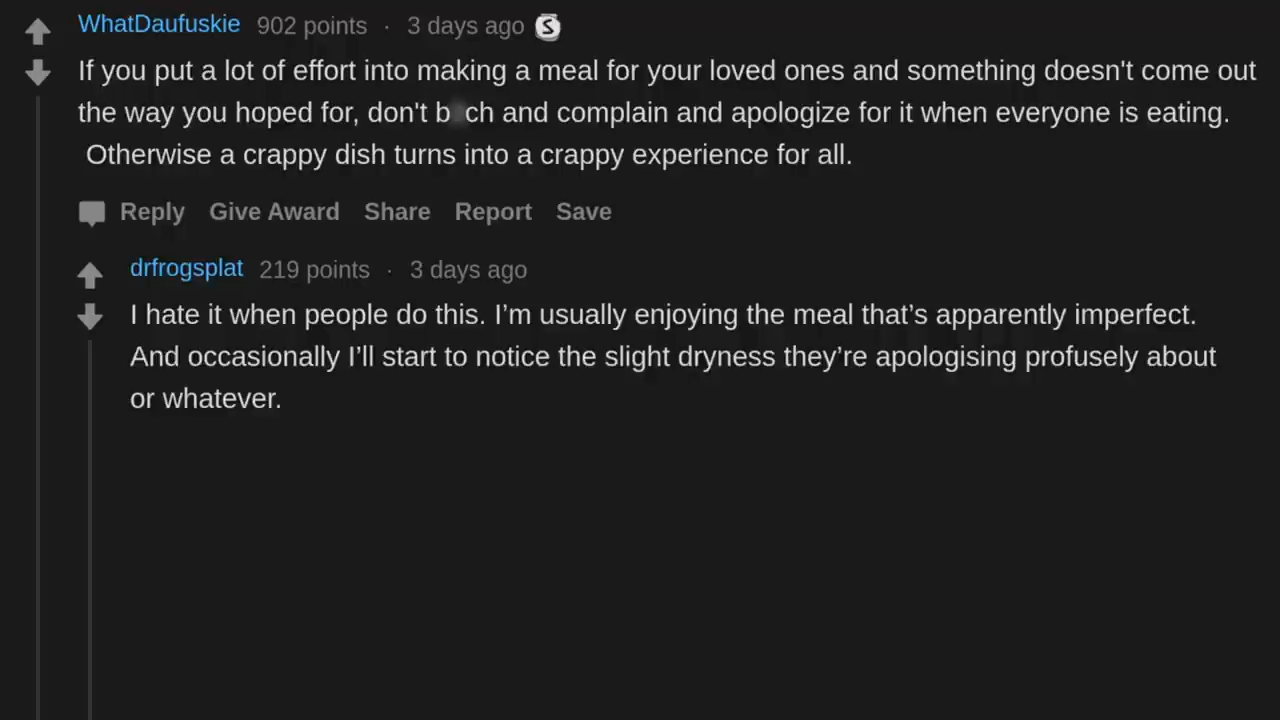 WhatDaufuskie 902 points · 3 days ago S
If you put a lot of effort into making a meal for your loved ones and something doesn't come out
the way you hoped for, don't and complain and apologize for it when everyone is eating.
Otherwise a crappy dish turns into a crappy experience for all.
Reply Give Award Share Report Save
drfrogsplat 219 points · 3 days ago
I hate it when people do this. I’m usually enjoying the meal that’s apparently imperfect.
And occasionally I’ll start to notice the slight dryness they’re apologising profusely about
or whatever.